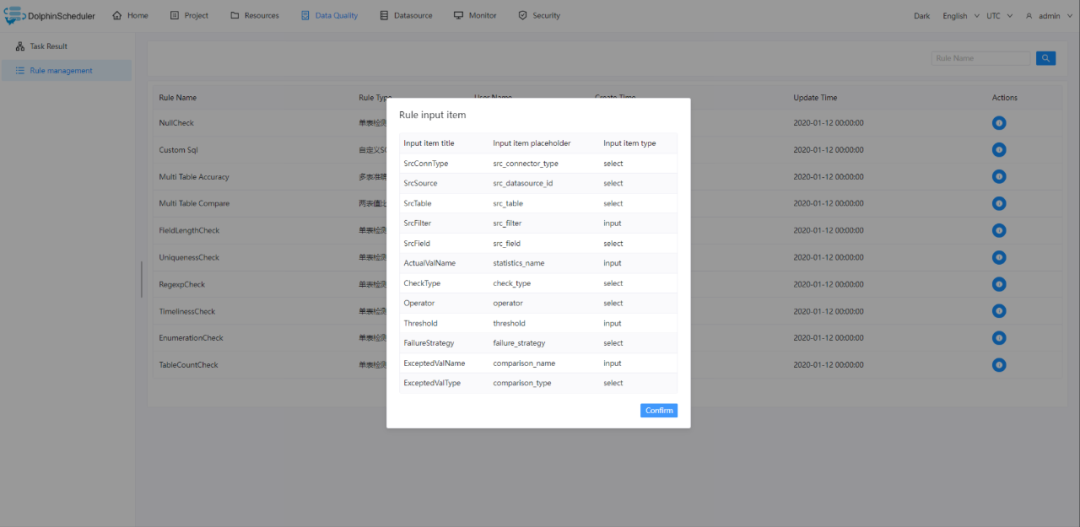 DolphinScheduler Home Project Resources Data Quality Datasource Monitor Security Dark English UTC admin
Task Result
Rule management
Rule Name
Rule Name Rule Type User Name Create Time Update Time Actions
NullCheck 单表检测 2020-01-12 00:00:00
Custom Sql 自定义S 2020-01-12 00:00:00
Multi Table Accuracy 多表准确 2020-01-12 00:00:00
Multi Table Compare 两表值比 2020-01-12 00:00:00
FieldLengthCheck 单表检测 2020-01-12 00:00:00
UniquenessCheck 单表检测 2020-01-12 00:00:00
RegexpCheck 单表检测 2020-01-12 00:00:00
TimelinessCheck 单表检测 2020-01-12 00:00:00
EnumerationCheck 单表检测 2020-01-12 00:00:00
TableCountCheck 单表检测 2020-01-12 00:00:00
Rule input item
Input item title Input item placeholder Input item type
SrcConnType src_connector_type select
SrcSource src_datasource_id select
SrcTable src_table select
SrcFilter src_filter input
SrcField src_field select
ActualValName statistics_name input
CheckType check_type select
Operator operator select
Threshold threshold input
FailureStrategy failure_strategy select
ExceptedValName comparison_name input
ExceptedValType comparison_type select
Confirm